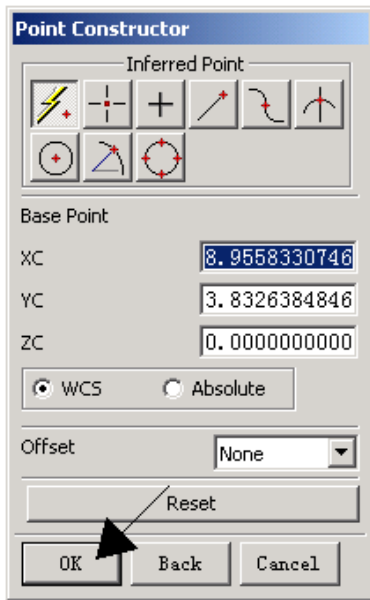 Point Constructor
Inferred Point
Base Point
XC 8.9558330746
YC 3.8326384846
ZC 0.0000000000
WCS Absolute
Offset None
Reset
OK Back Cancel